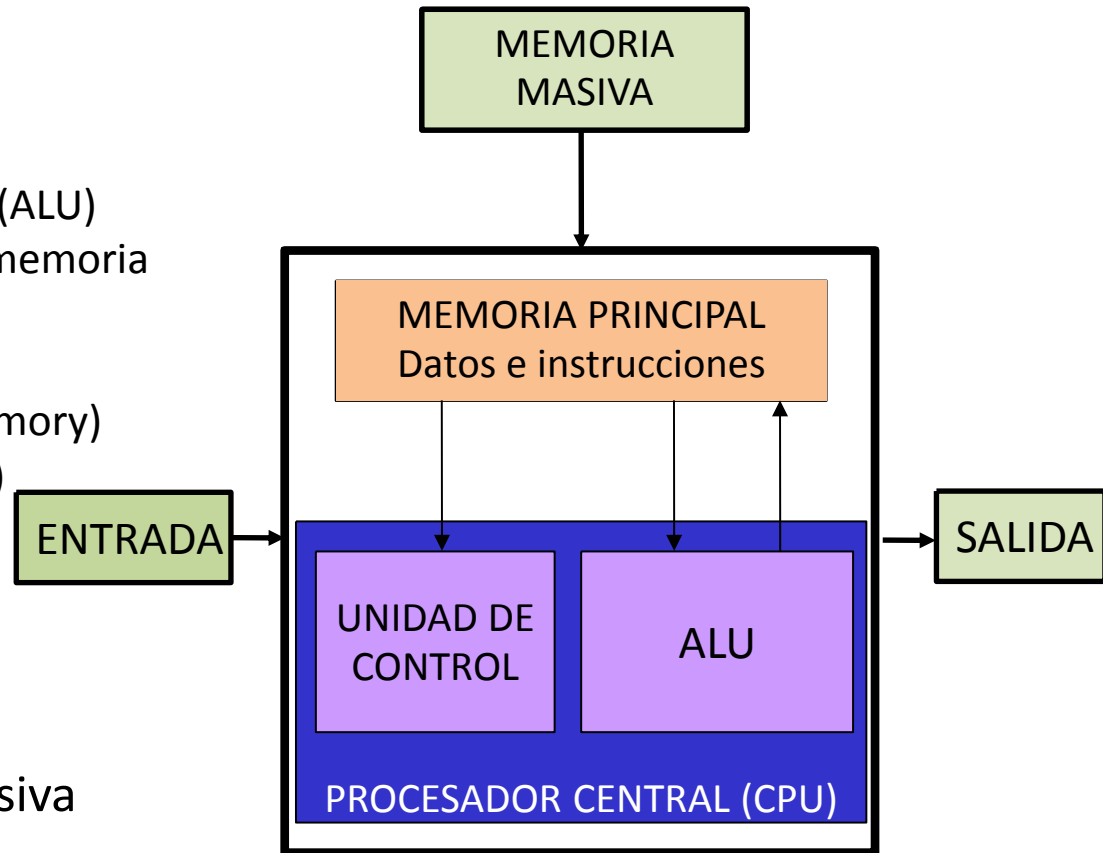 MEMORIA
MASIVA
(ALU)
memoria
MEMORIA PRINCIPAL
Datos e instrucciones
mory)
)
ENTRADA
SALIDA
UNIDAD DE
CONTROL
ALU
siva
PROCESADOR CENTRAL (CPU)